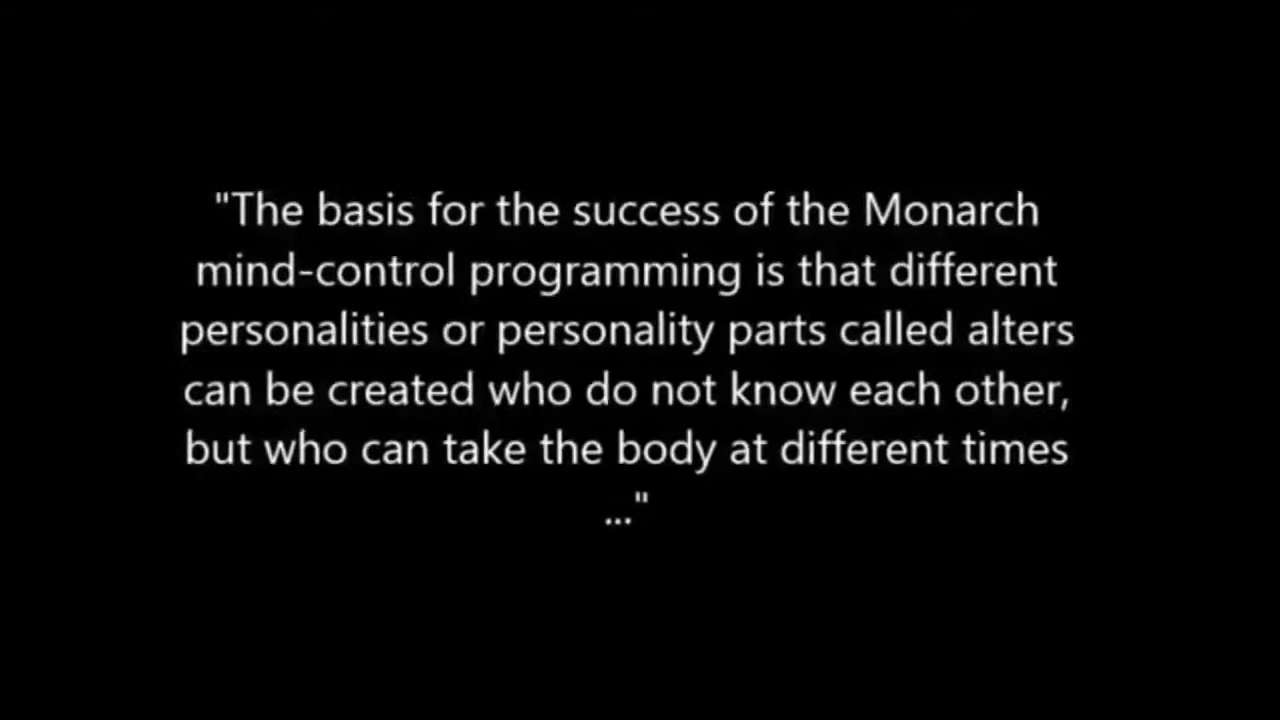 "The basis for the success of the Monarch
mind-control programming is that different
personalities or personality parts called alters
can be created who do not know each other,
but who can take the body at different times
..."